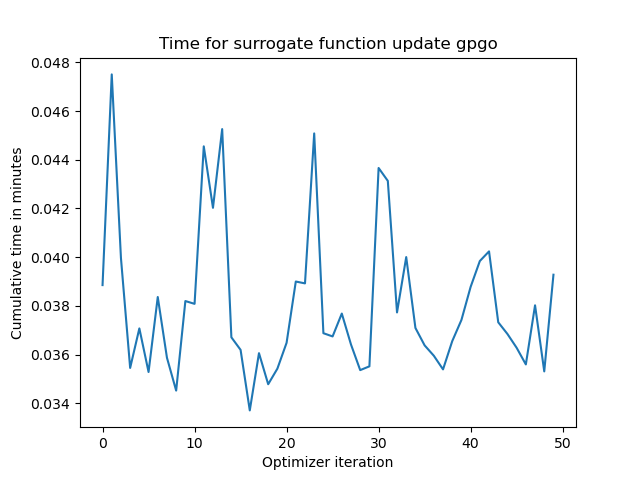 Time for surrogate function update gpgo
0.048
0.046
0.044
0.042
0.040
0.038
0.036
0.034
Cumulative time in minutes
0 10 20 30 40 50
Optimizer iteration